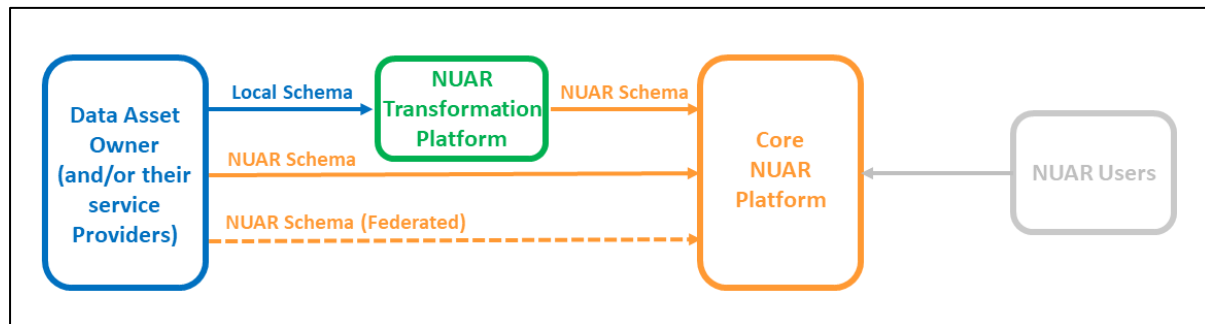 Data Asset
Owner
(and/or their
service
Providers)
Local Schema
NUAR
Transformation
Platform
NUAR Schema
NUAR Schema
NUAR Schema (Federated)
Core
NUAR
Platform
NUAR Users